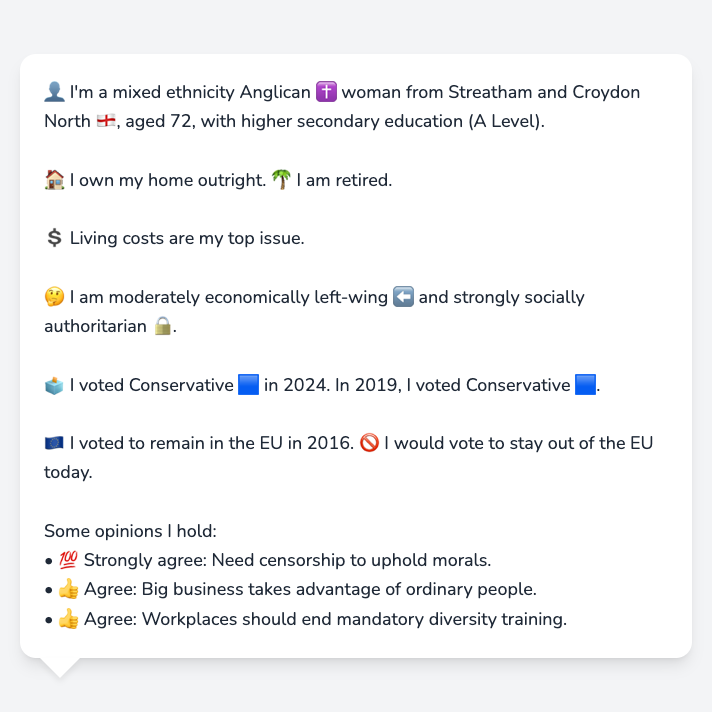 👤 I'm a mixed ethnicity Anglican ✝️ woman from Streatham and Croydon
North 🏴󠁧󠁢󠁥󠁮󠁧󠁿, aged 72, with higher secondary education (A Level).
🏠 I own my home outright. 🌴 I am retired.
💲 Living costs are my top issue.
🤔 I am moderately economically left-wing ⬅️ and strongly socially
authoritarian 🔒.
🗳️ I voted Conservative 🟦 in 2024. In 2019, I voted Conservative 🟦.
🇪🇺 I voted to remain in the EU in 2016. 🚫 I would vote to stay out of the EU
today.
Some opinions I hold:
• 💯 Strongly agree: Need censorship to uphold morals.
• 👍 Agree: Big business takes advantage of ordinary people.
• 👍 Agree: Workplaces should end mandatory diversity training.